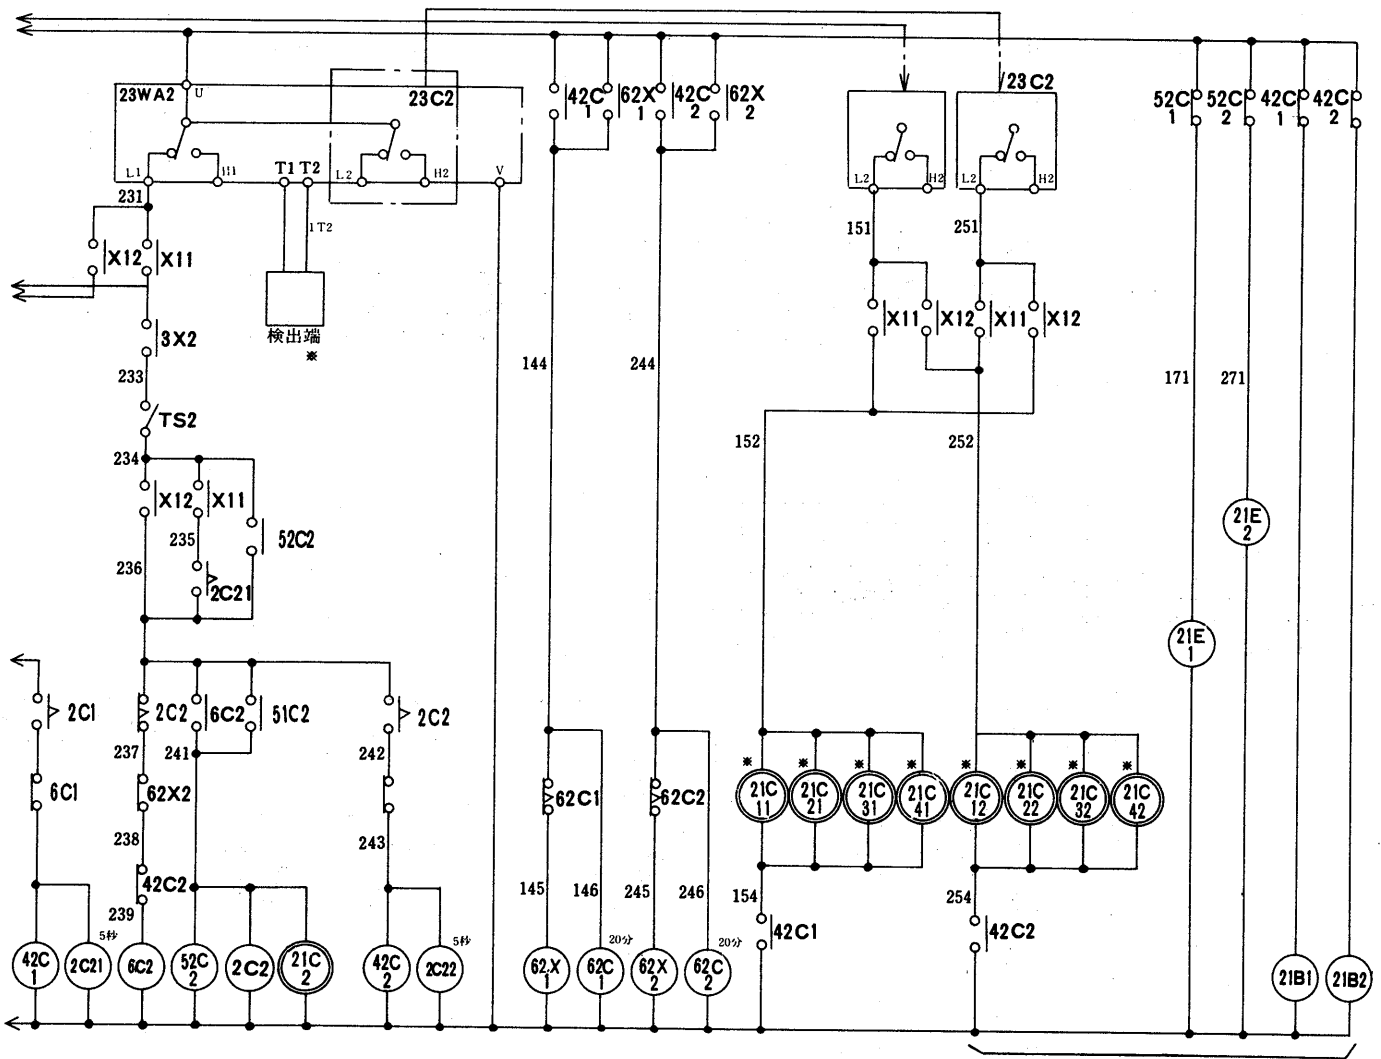 23WA2
U
23C2
42C
1
62X
1
42C
2
62X
2
23C2
52C
1
52C
2
42C
1
42C
2
L1
H1
T1
T2
L2
H2
V
L2
H2
L2
H2
231
1T2
151
251
X12
X11
X11
X12
X11
X12
3X2
検出端
※
144
244
233
171
271
TS2
152
252
234
X12
X11
235
52C2
236
2C21
21E
2
21E
1
2C1
2C2
6C2
51C2
2C2
237
241
242
※
※
※
※
※
※
※
※
6C1
62X2
62C1
62C2
21C
11
21C
21
21C
31
21C
41
21C
12
21C
22
21C
32
21C
42
238
243
42C2
239
145
146
245
246
154
254
42C1
42C2
5秒
5秒
20分
20分
42C
1
2C21
6C2
52C
2
2C2
21C
2
42C
2
2C22
62X
1
62C
1
62X
2
62C
2
21B1
21B2